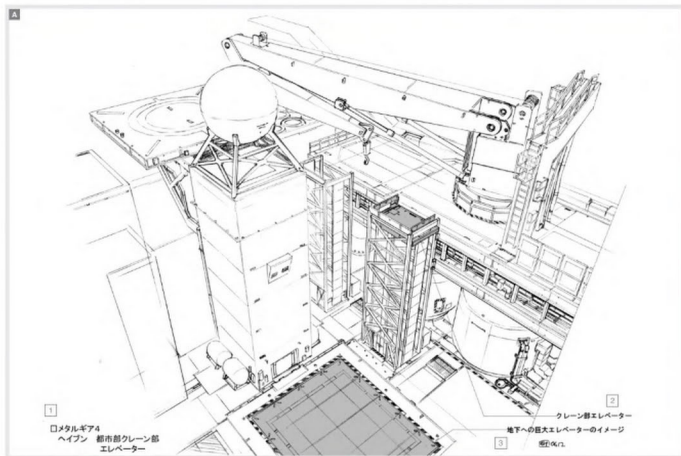 A
1
□メタルギア4
ヘイブン 都市部クレーン部
エレベーター
2
クレーン部エレベーター
地下への巨大エレベーターのイメージ
3